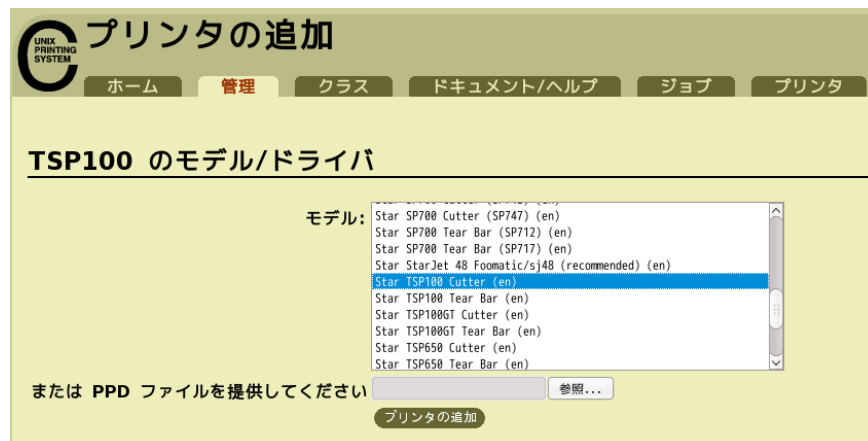 UNIX
PRINTING
SYSTEM
プリンタの追加
ホーム 管理 クラス ドキュメント/ヘルプ ジョブ プリンタ
TSP100 のモデル/ドライバ
モデル:
Star SP700 Cutter (SP747) (en)
Star SP700 Tear Bar (SP712) (en)
Star SP700 Tear Bar (SP717) (en)
Star StarJet 48 Foomatic/sj48 (recommended) (en)
Star TSP100 Cutter (en)
Star TSP100 Tear Bar (en)
Star TSP100GT Cutter (en)
Star TSP100GT Tear Bar (en)
Star TSP650 Cutter (en)
Star TSP650 Tear Bar (en)
または PPD ファイルを提供してください 参照...
プリンタの追加